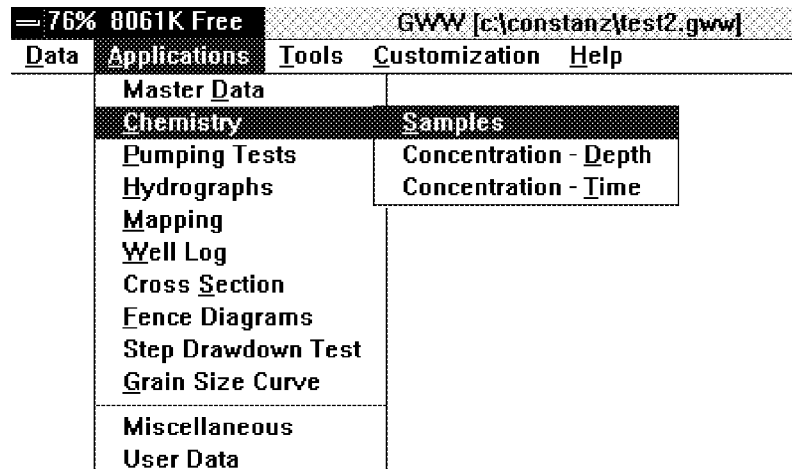 76% 8061K Free GWW [c:\constanz\test2.gww]
Data Applications Tools Customization Help
Master Data
Chemistry
Samples
Concentration - Depth
Concentration - Time
Pumping Tests
Hydrographs
Mapping
Well Log
Cross Section
Fence Diagrams
Step Drawdown Test
Grain Size Curve
Miscellaneous
User Data